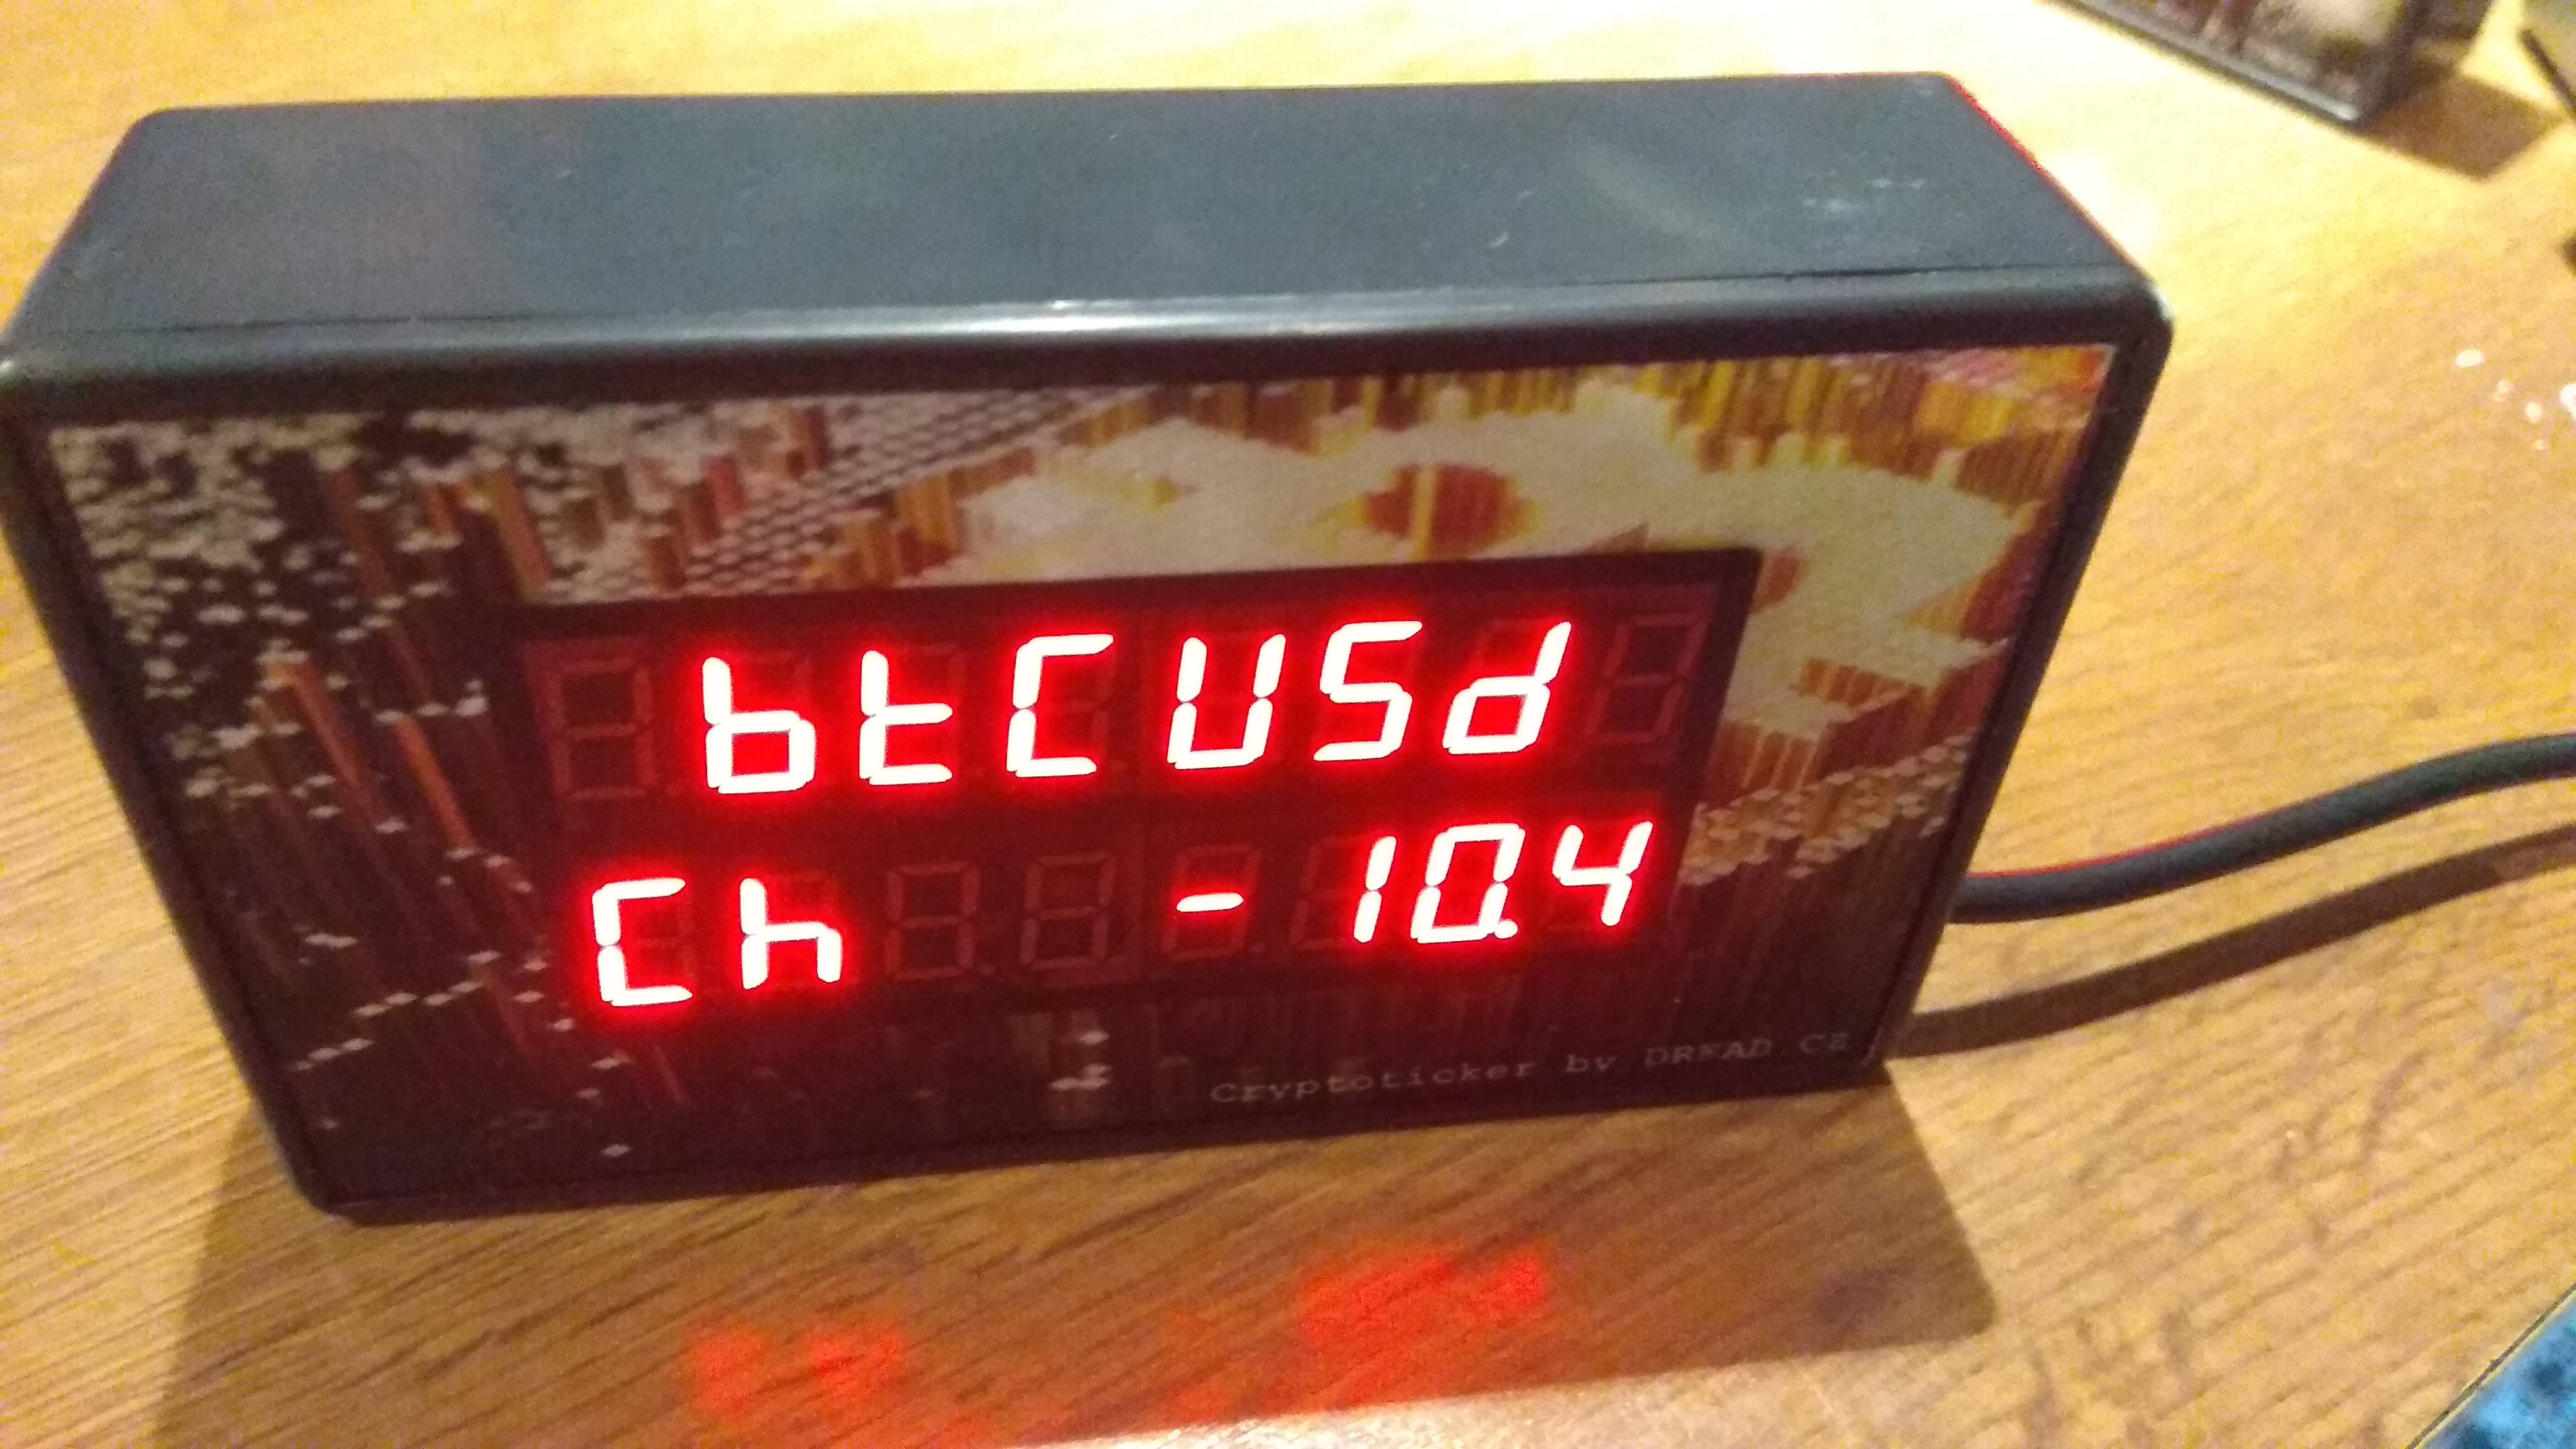 btCUSd
Ch -10.4
Cryptoticker by DREAD.CZ